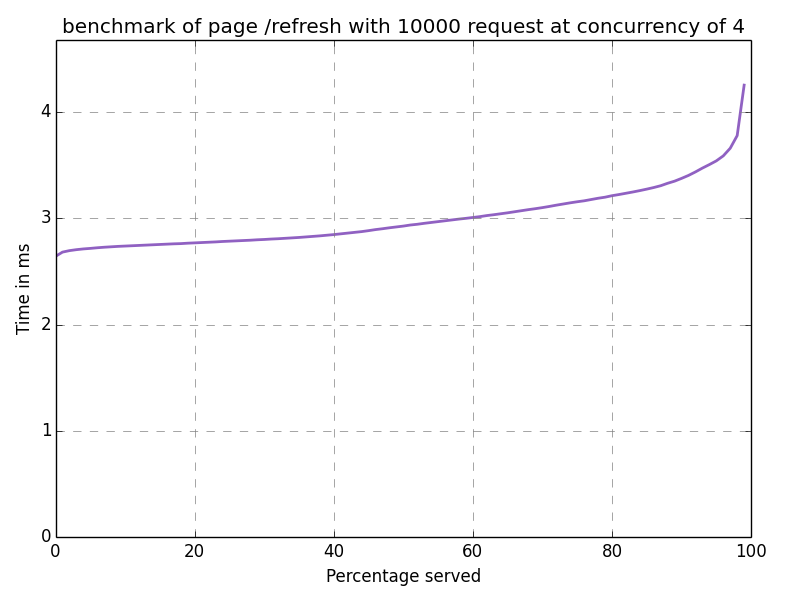 benchmark of page /refresh with 10000 request at concurrency of 4
4
3
2
1
0
Time in ms
0 20 40 60 80 100
Percentage served